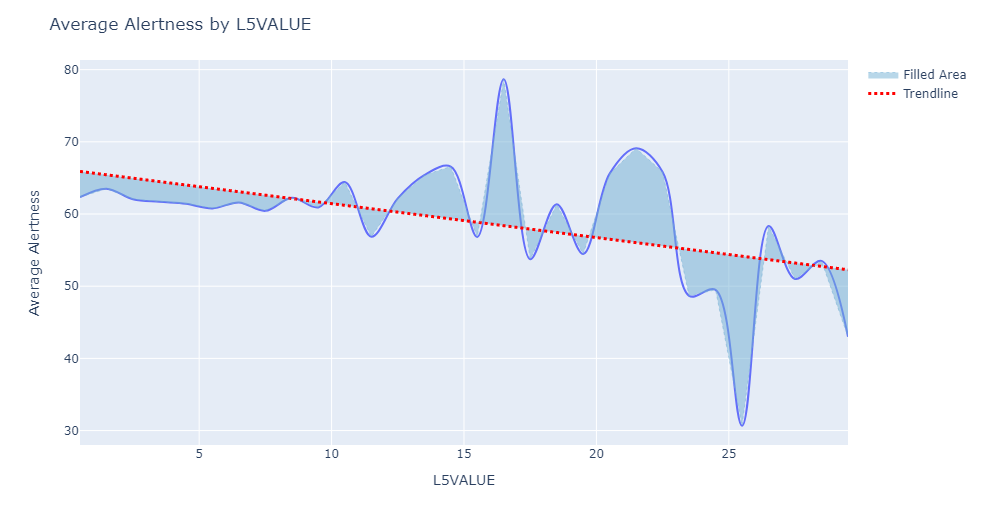 Average Alertness by L5VALUE
Filled Area
Trendline
80
70
60
50
40
30
Average Alertness
5
10
15
20
25
L5VALUE